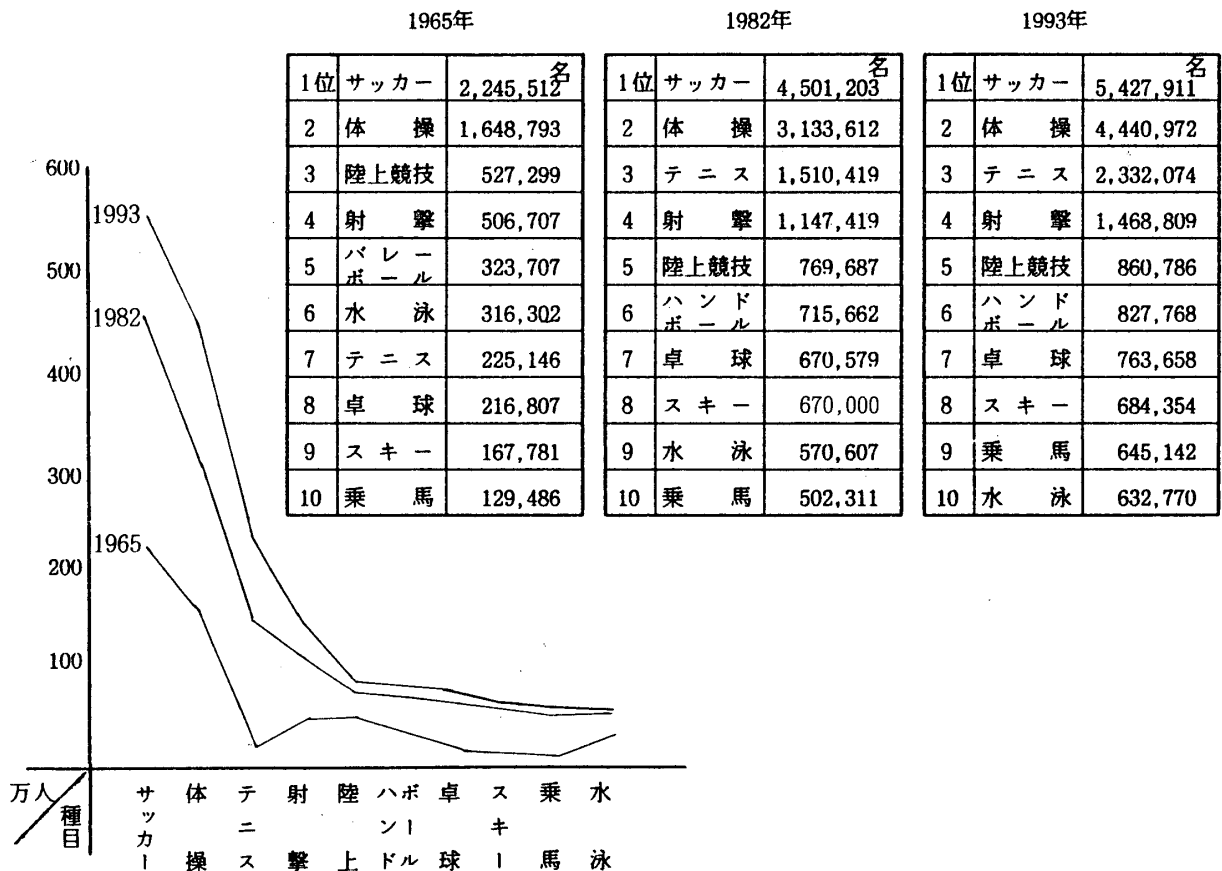 1965年
1位 サッカー 2,245,512名
2 体操 1,648,793
3 陸上競技 527,299
4 射撃 506,707
5 バレーボール 323,707
6 水泳 316,302
7 テニス 225,146
8 卓球 216,807
9 スキー 167,781
10 乗馬 129,486
1982年
1位 サッカー 4,501,203名
2 体操 3,133,612
3 テニス 1,510,419
4 射撃 1,147,419
5 陸上競技 769,687
6 ハンドボール 715,662
7 卓球 670,579
8 スキー 670,000
9 水泳 570,607
10 乗馬 502,311
1993年
1位 サッカー 5,427,911名
2 体操 4,440,972
3 テニス 2,332,074
4 射撃 1,468,809
5 陸上競技 860,786
6 ハンドボール 827,768
7 卓球 763,658
8 スキー 684,354
9 乗馬 645,142
10 水泳 632,770
600
500
400
300
200
100
1993
1982
1965
万人
種目
サッカー
体操
テニス
射撃
陸上
ハンドボール
卓球
スキー
乗馬
水泳